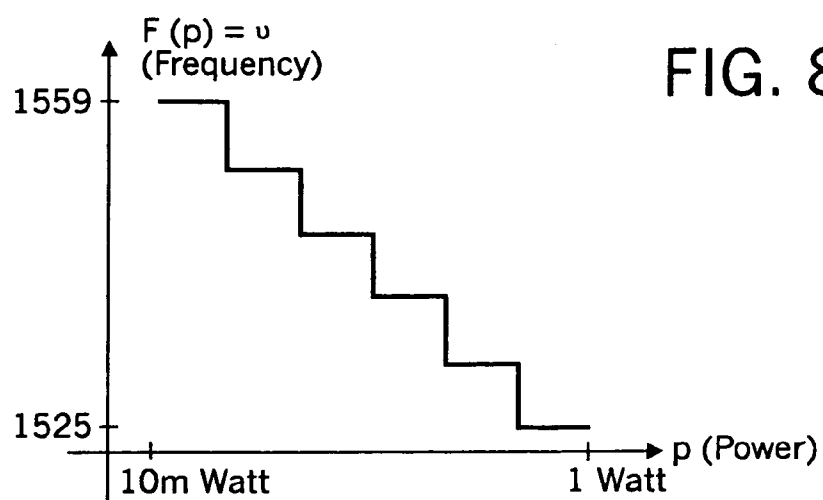 F (p) = υ
(Frequency)
FIG. 8
1559
1525
p (Power)
10m Watt
1 Watt